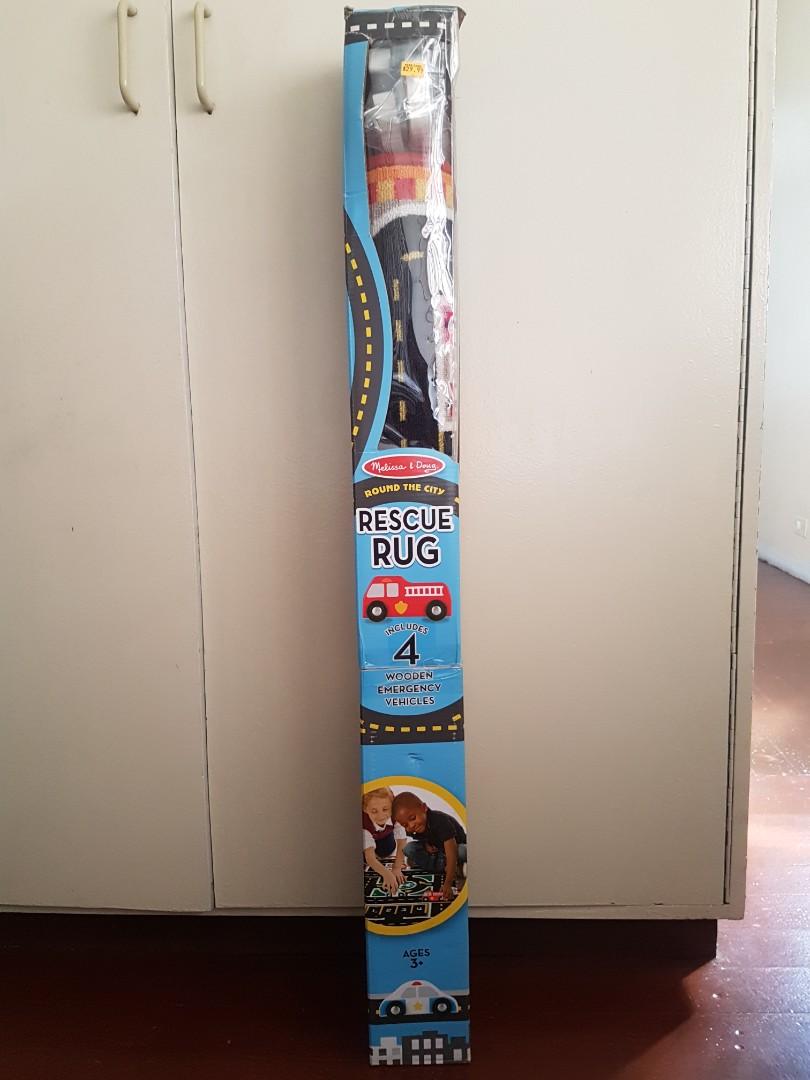 Melissa & Doug
ROUND THE CITY
RESCUE
RUG
INCLUDES
4
WOODEN
EMERGENCY
VEHICLES
AGES
3+